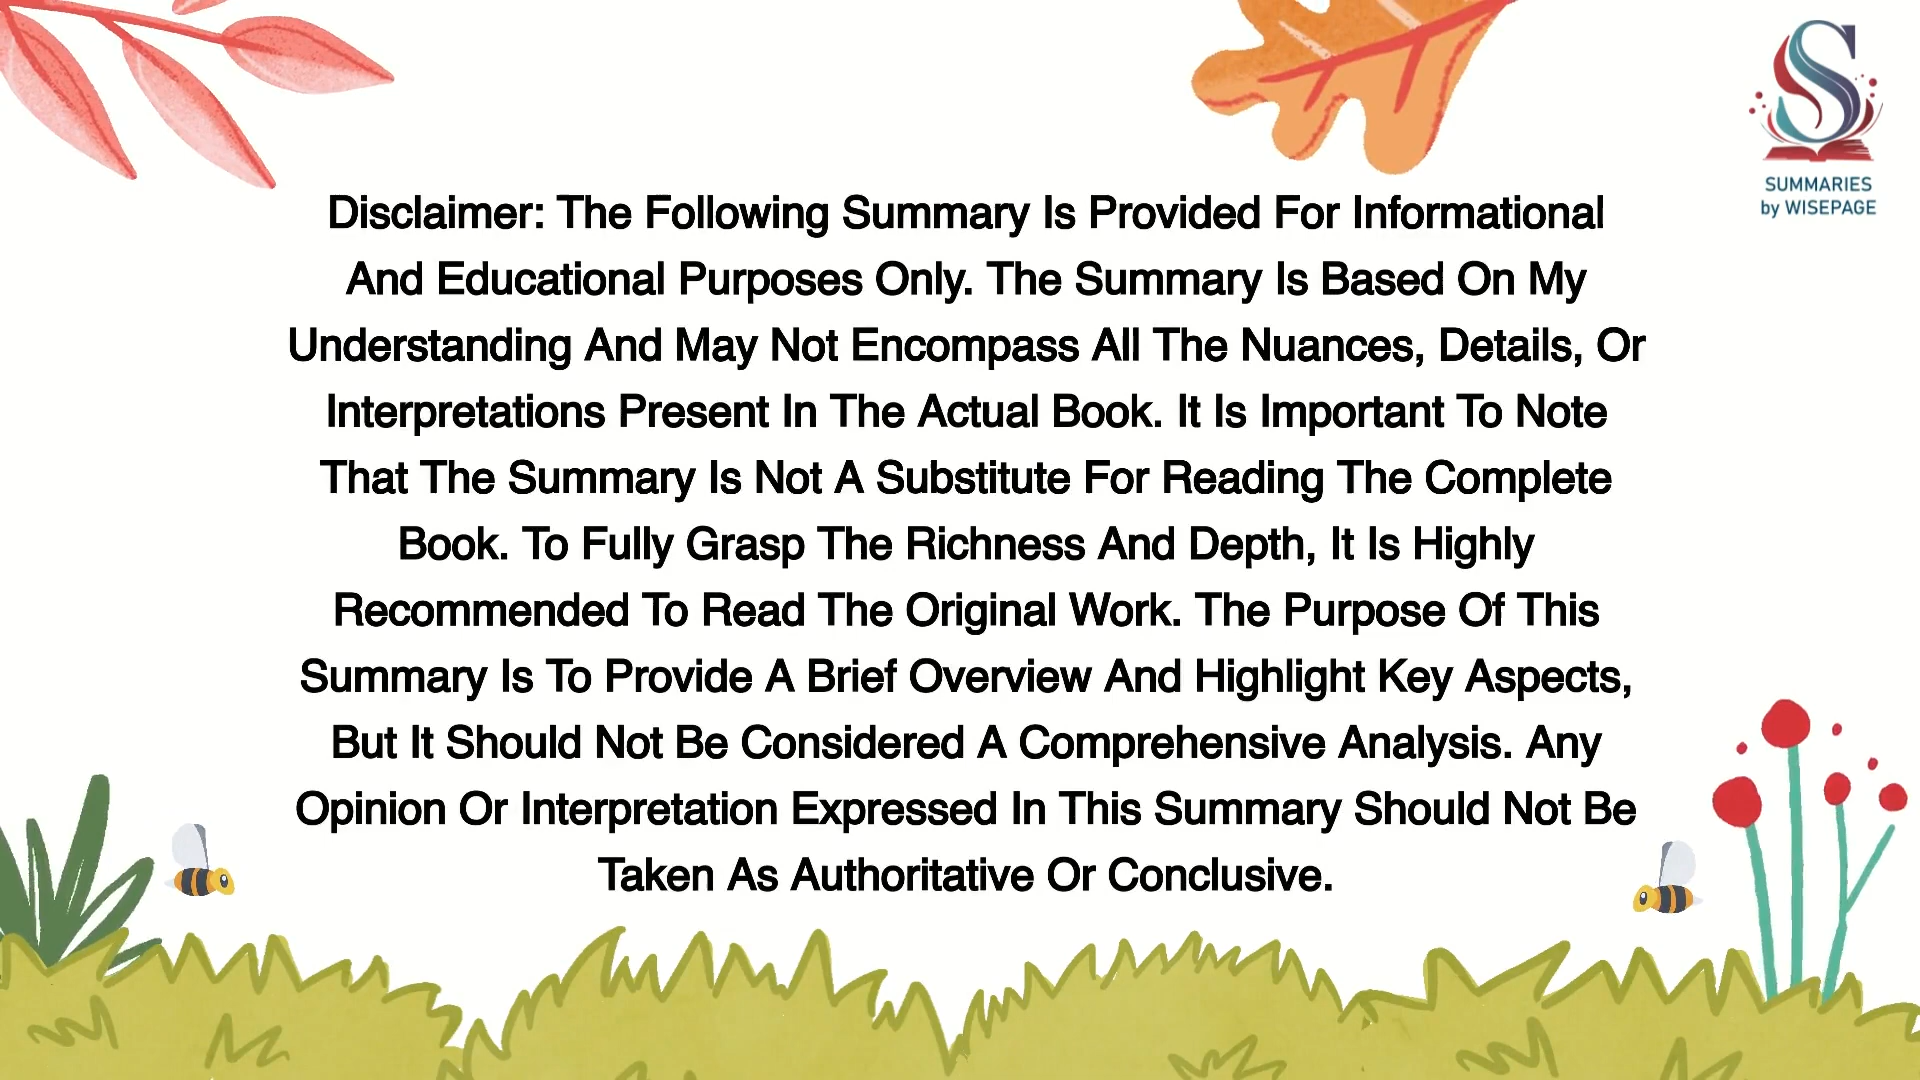 SUMMARIES
by WISEPAGE
Disclaimer: The Following Summary Is Provided For Informational
And Educational Purposes Only. The Summary Is Based On My
Understanding And May Not Encompass All The Nuances, Details, Or
Interpretations Present In The Actual Book. It Is Important To Note
That The Summary Is Not A Substitute For Reading The Complete
Book. To Fully Grasp The Richness And Depth, It Is Highly
Recommended To Read The Original Work. The Purpose Of This
Summary Is To Provide A Brief Overview And Highlight Key Aspects,
But It Should Not Be Considered A Comprehensive Analysis. Any
Opinion Or Interpretation Expressed In This Summary Should Not Be
Taken As Authoritative Or Conclusive.